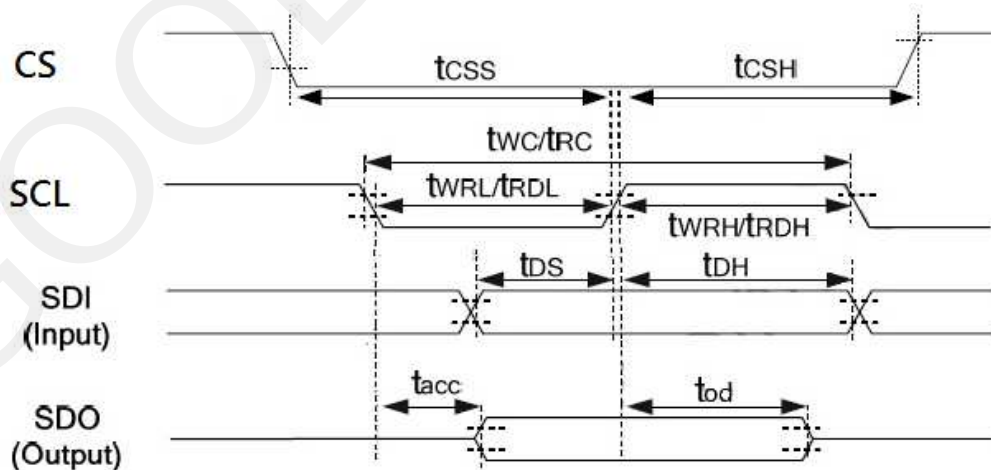 CS
tCSS
tCSH
tWC/tRC
SCL
tWRL/tRDL
tWRH/tRDH
tDS
tDH
SDI
(Input)
tacc
tod
SDO
(Output)